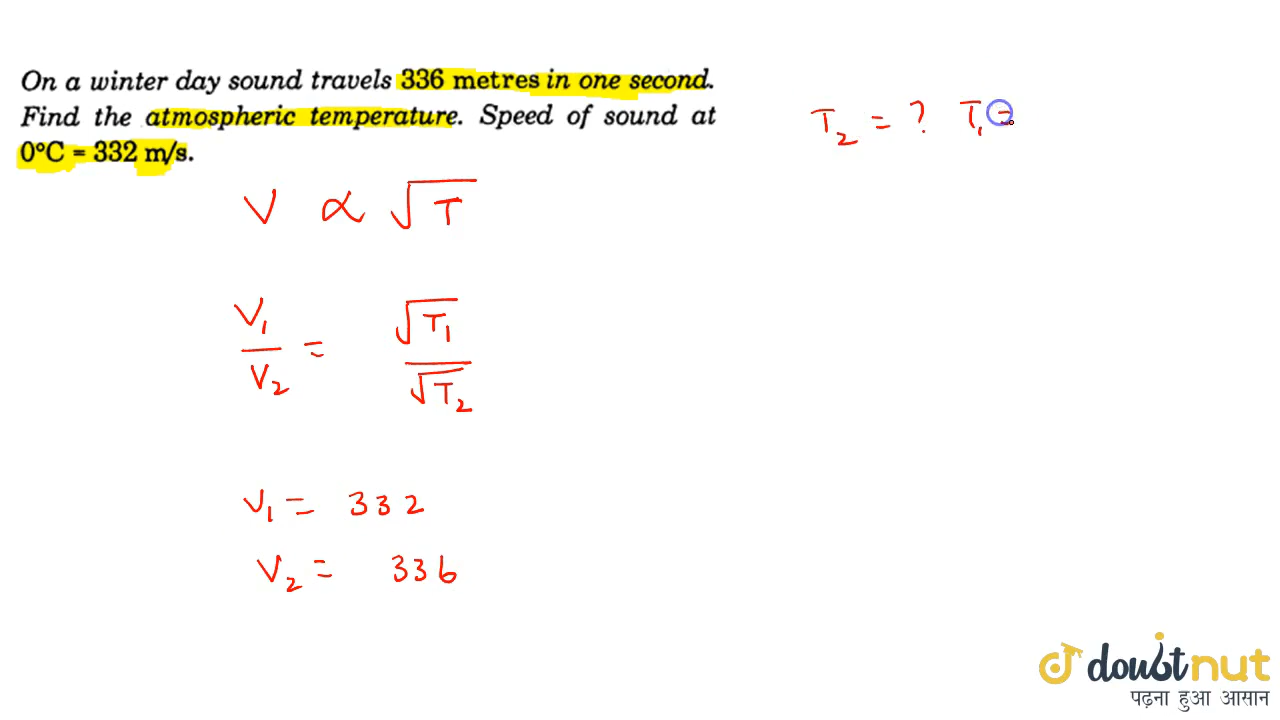 On a winter day sound travels 336 metres in one second.
Find the atmospheric temperature. Speed of sound at
0°C = 332 m/s.
T₂ = ? T₁ =
V ∝ √T
V₁/V₂ = √T₁/√T₂
V₁ = 332
V₂ = 336
doubtnut
पढ़ना हुआ आसान